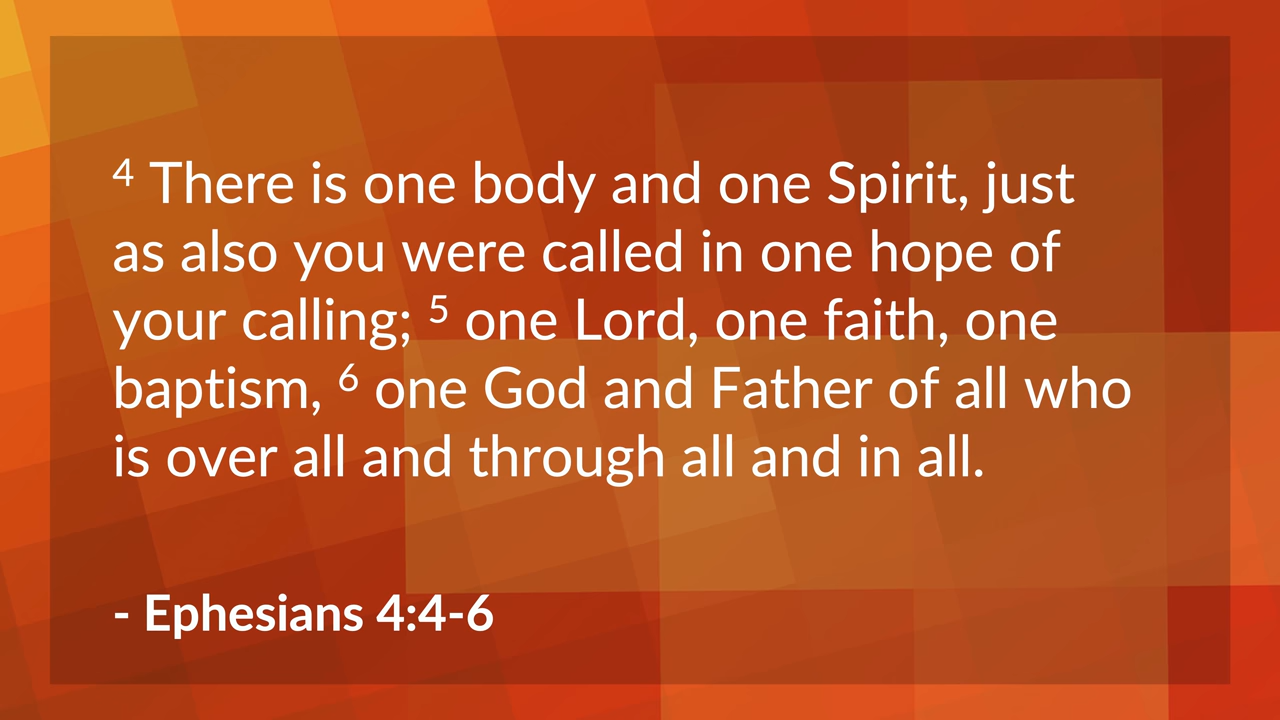 4 There is one body and one Spirit, just
as also you were called in one hope of
your calling; 5 one Lord, one faith, one
baptism, 6 one God and Father of all who
is over all and through all and in all.
- Ephesians 4:4-6